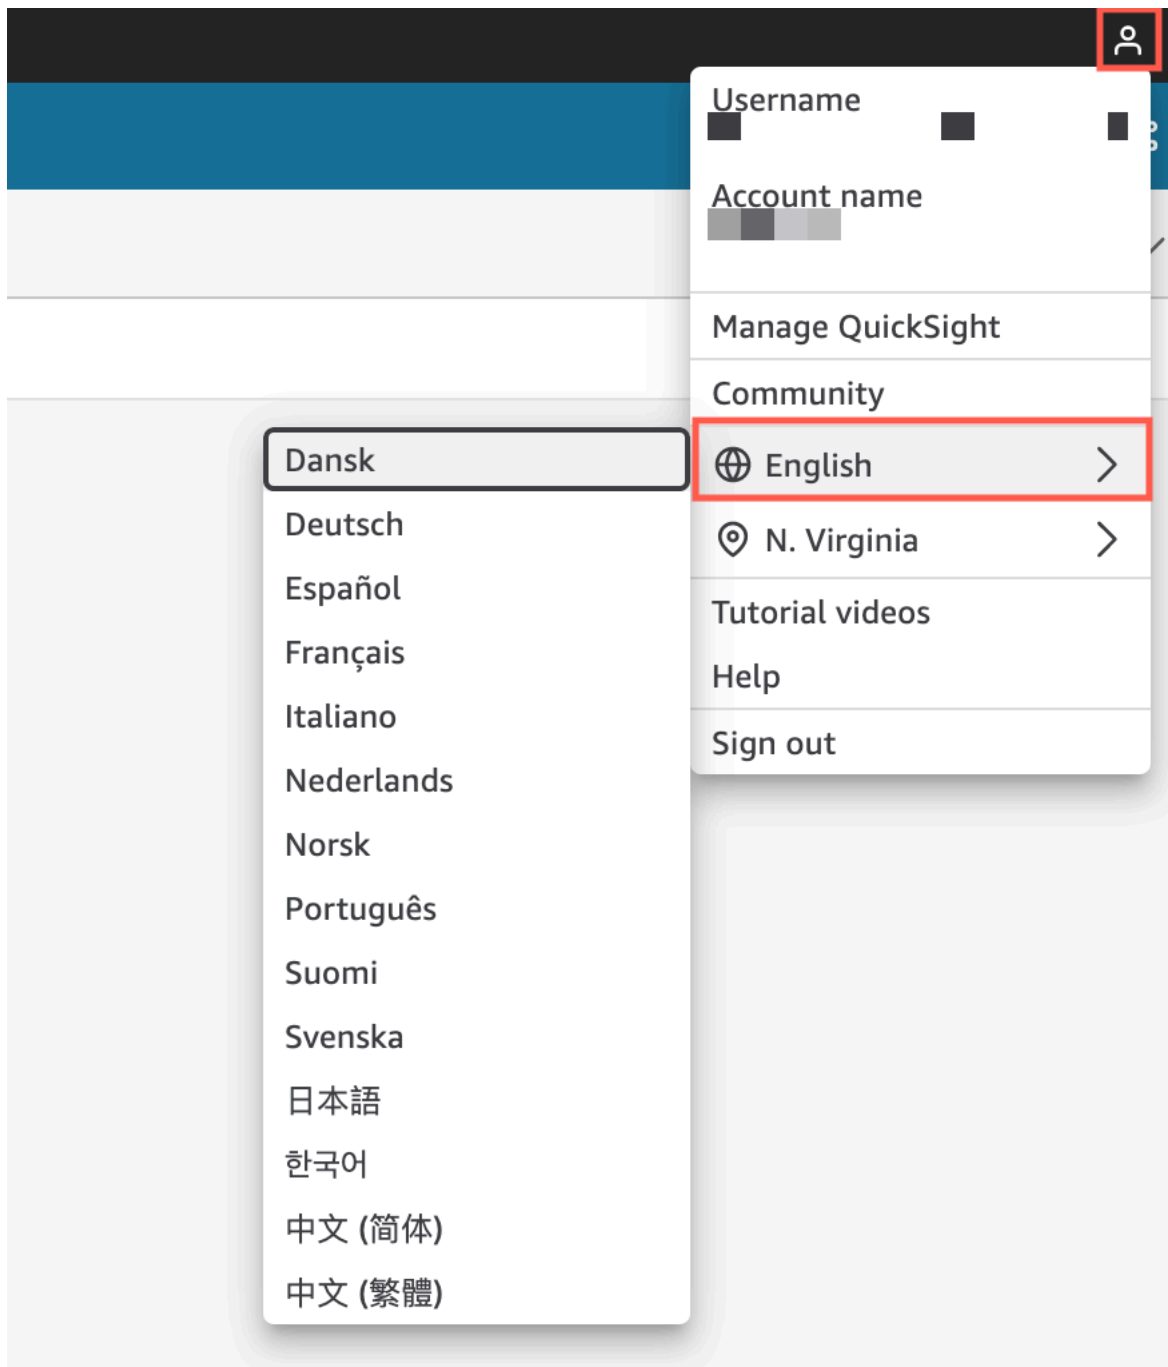 Username
Account name
Manage QuickSight
Community
English
N. Virginia
Tutorial videos
Help
Sign out
Dansk
Deutsch
Español
Français
Italiano
Nederlands
Norsk
Português
Suomi
Svenska
日本語
한국어
中文 (简体)
中文 (繁體)